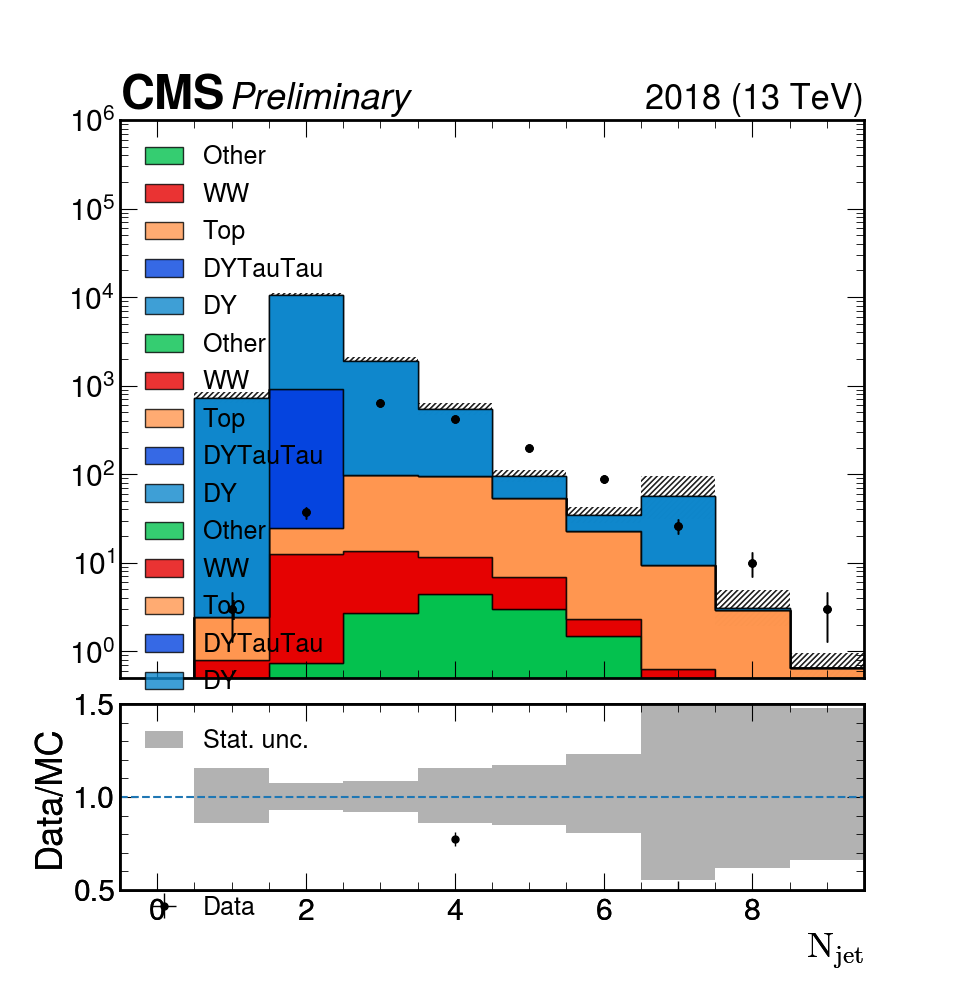 CMS Preliminary 2018 (13 TeV)
10^6
Other
WW
10^5
Top
DYTauTau
10^4
DY
Other
10^3
WW
Top
10^2
DYTauTau
DY
Other
10^1
WW
Top
DYTauTau
10^0
DY
1.5
Stat. unc.
Data/MC
1.0
0.5
Data
0 2 4 6 8
N_jet